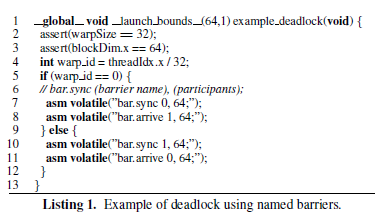 1 __global__ void __launch_bounds__(64,1) example_deadlock(void) {
2 assert(warpSize == 32);
3 assert(blockDim.x == 64);
4 int warp_id = threadIdx.x / 32;
5 if (warp_id == 0) {
6 // bar.sync (barrier name), (participants);
7 asm volatile("bar.sync 0, 64;");
8 asm volatile("bar.arrive 1, 64;");
9 } else {
10 asm volatile("bar.sync 1, 64;");
11 asm volatile("bar.arrive 0, 64;");
12 }
13 }
Listing 1. Example of deadlock using named barriers.